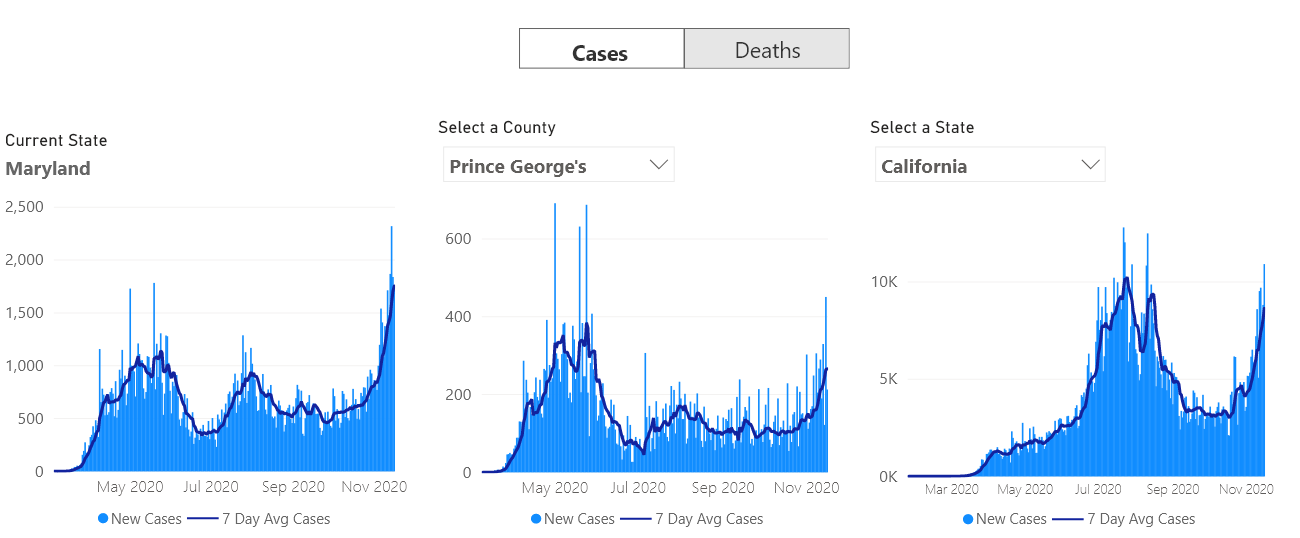 Cases
Deaths
Current State
Maryland
2,500
2,000
1,500
1,000
500
0
May 2020 Jul 2020 Sep 2020 Nov 2020
New Cases 7 Day Avg Cases
Select a County
Prince George's
600
400
200
0
May 2020 Jul 2020 Sep 2020 Nov 2020
New Cases 7 Day Avg Cases
Select a State
California
10K
5K
0K
Mar 2020 May 2020 Jul 2020 Sep 2020 Nov 2020
New Cases 7 Day Avg Cases